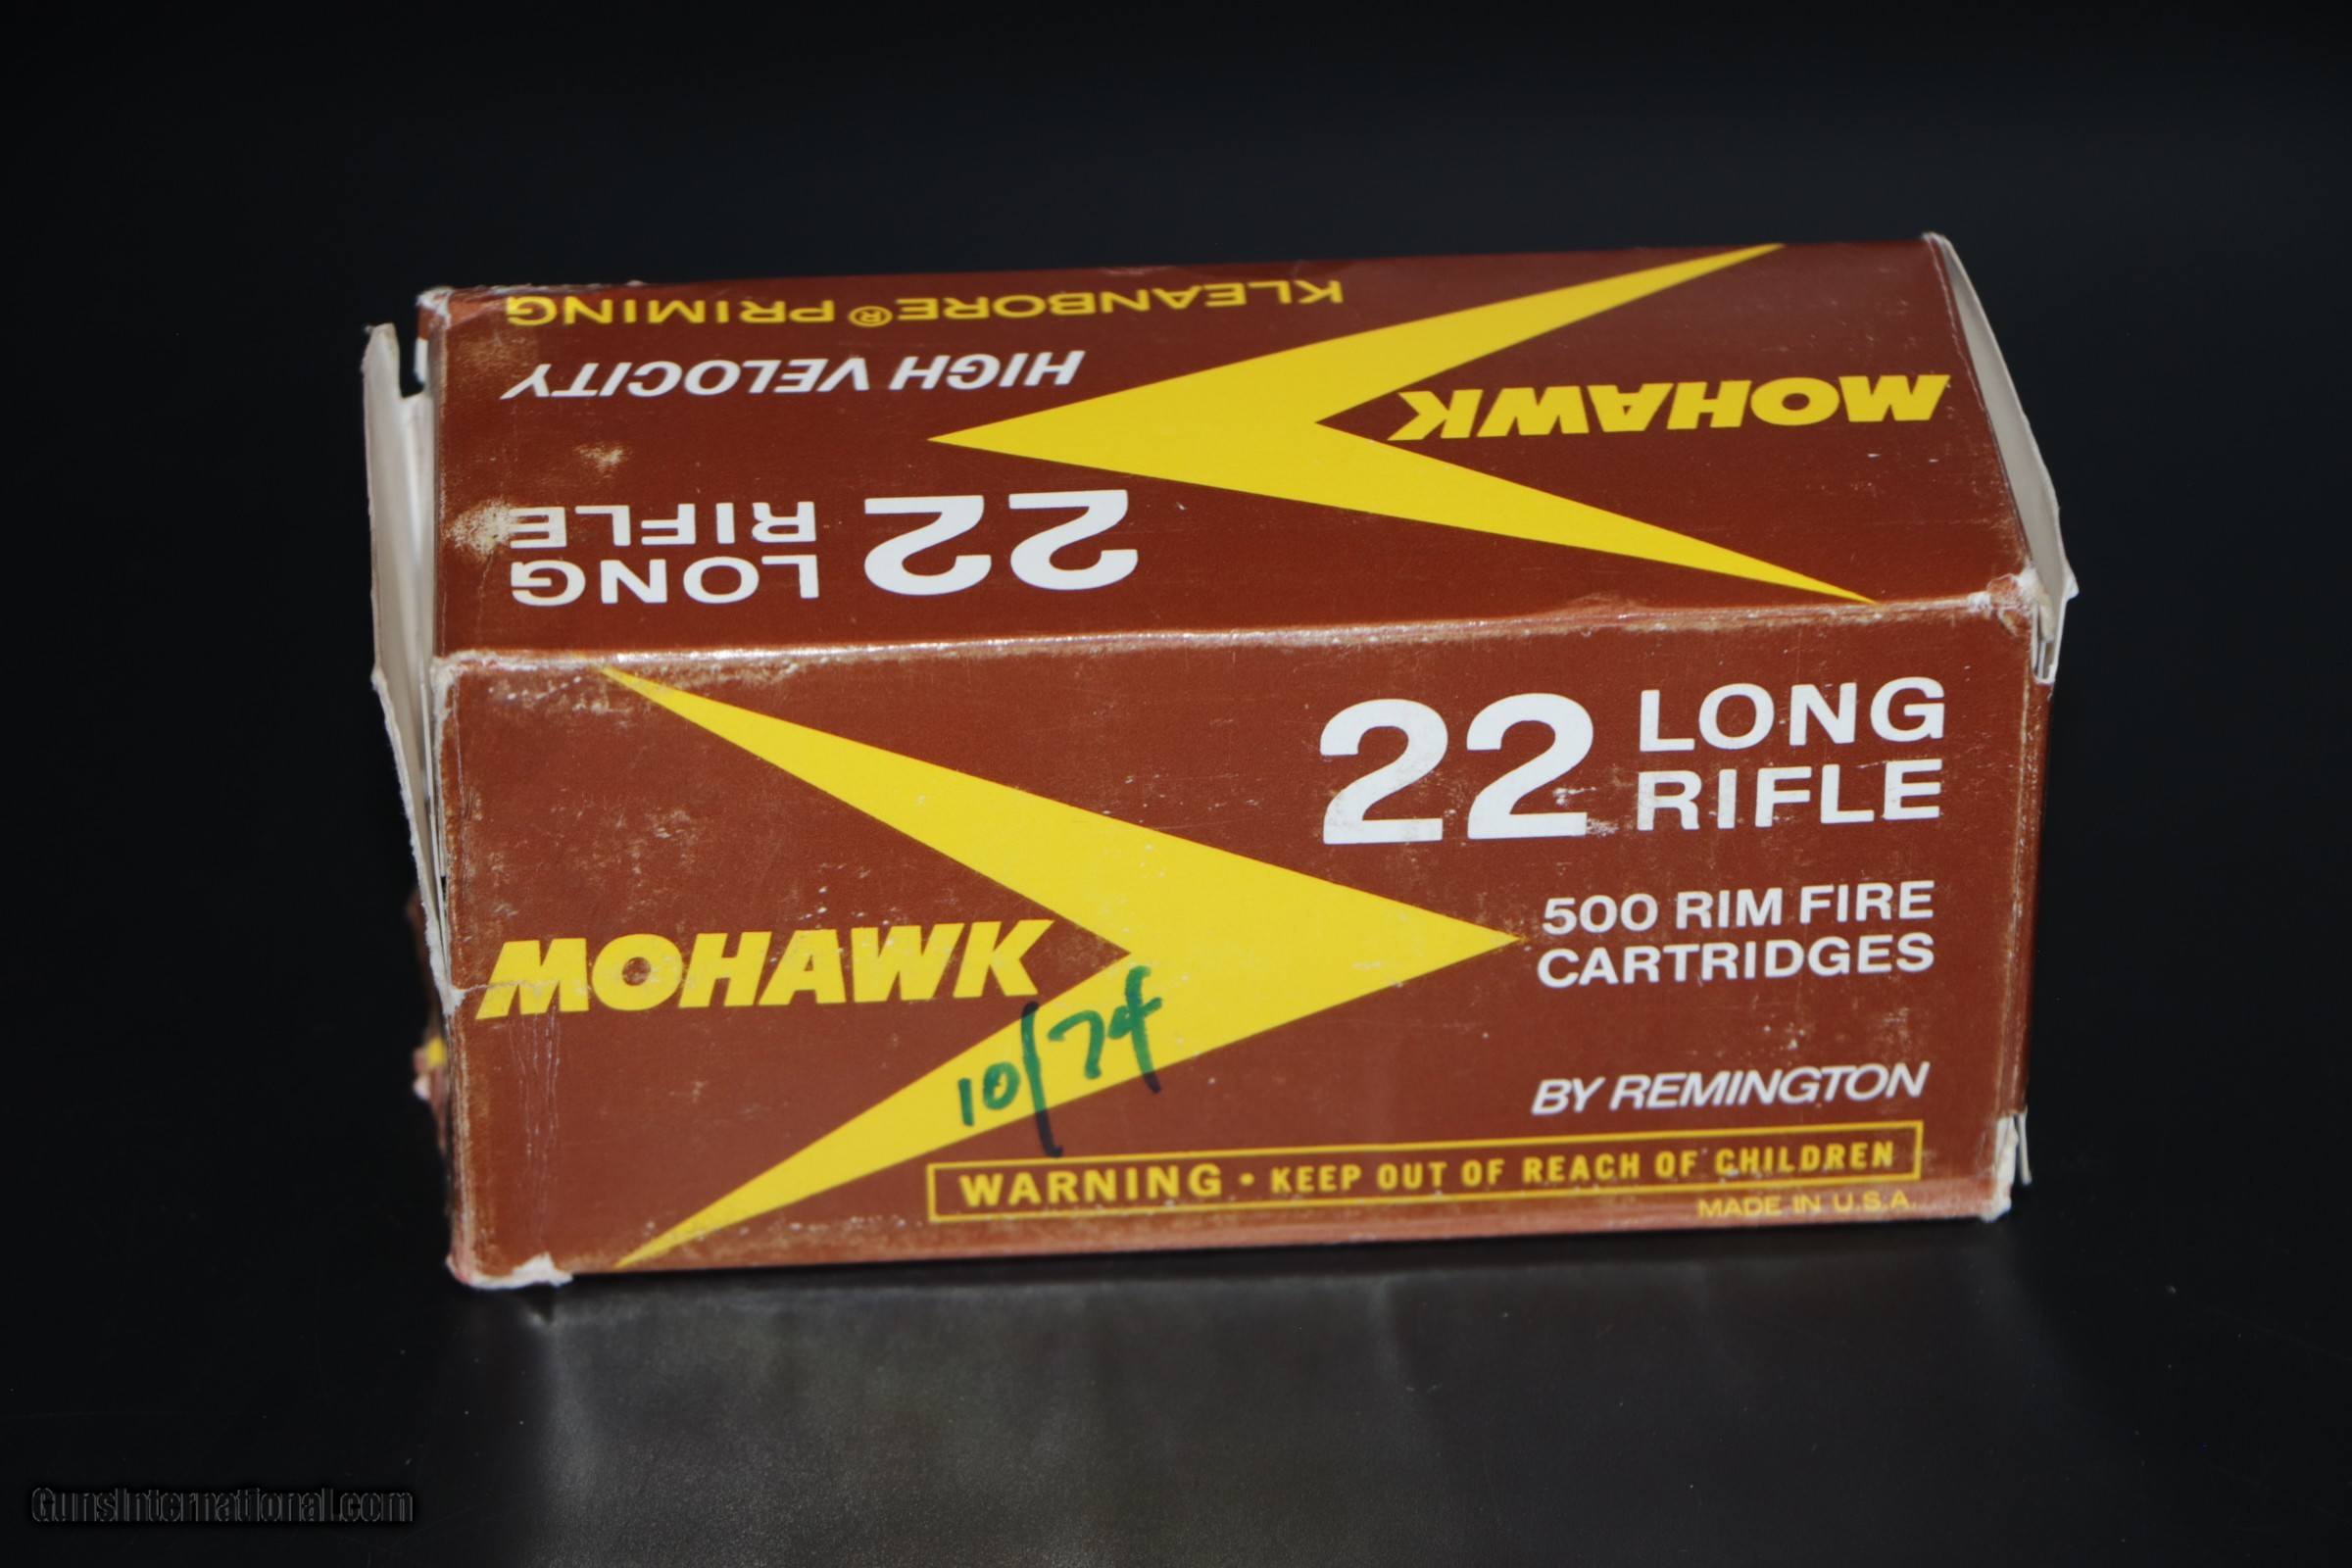 KLEANBORE® PRIMING
HIGH VELOCITY
22 LONG
RIFLE
MOHAWK
22 LONG
RIFLE
500 RIM FIRE
CARTRIDGES
MOHAWK
10/74
BY REMINGTON
WARNING • KEEP OUT OF REACH OF CHILDREN
MADE IN U.S.A.
GunsInternational.com